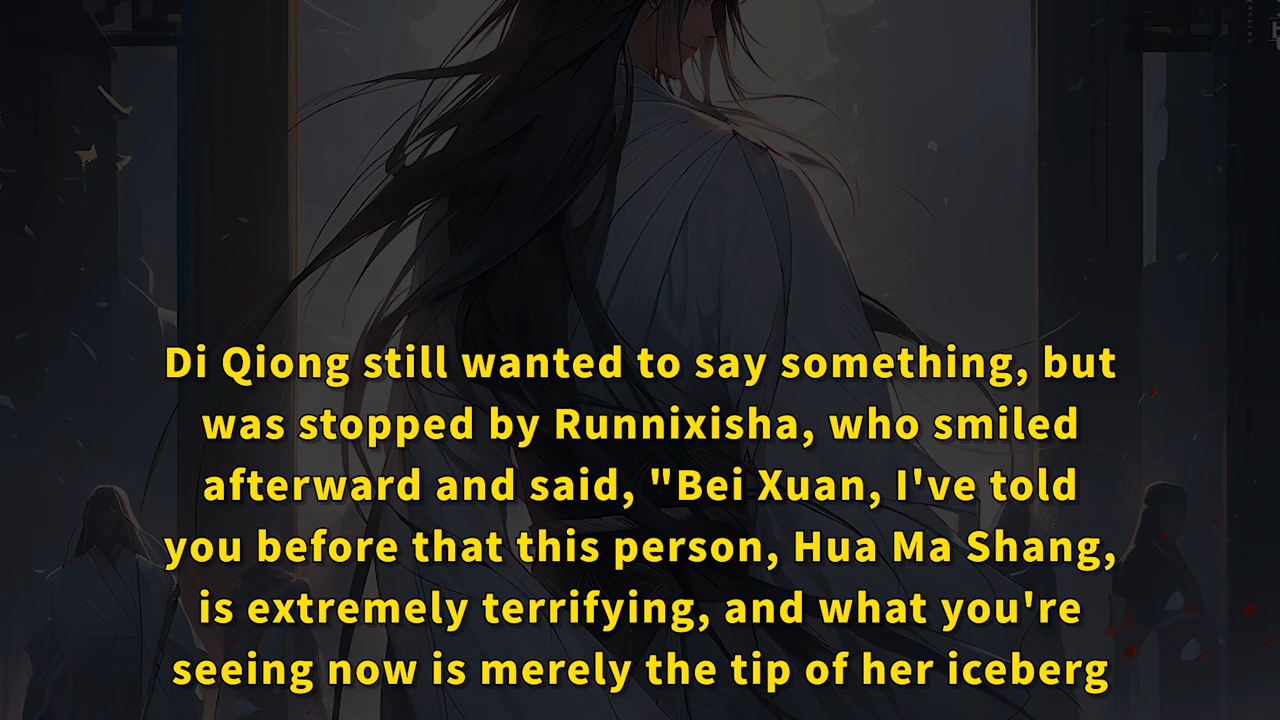 Di Qiong still wanted to say something, but
was stopped by Runnixisha, who smiled
afterward and said, "Bei Xuan, I've told
you before that this person, Hua Ma Shang,
is extremely terrifying, and what you're
seeing now is merely the tip of her iceberg